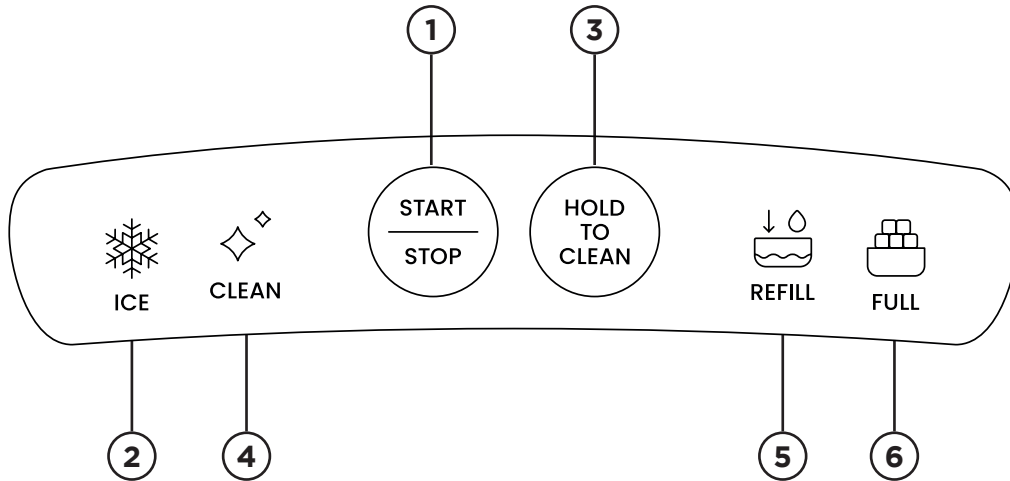 1
3
START
STOP
HOLD
TO
CLEAN
ICE
CLEAN
REFILL
FULL
2
4
5
6